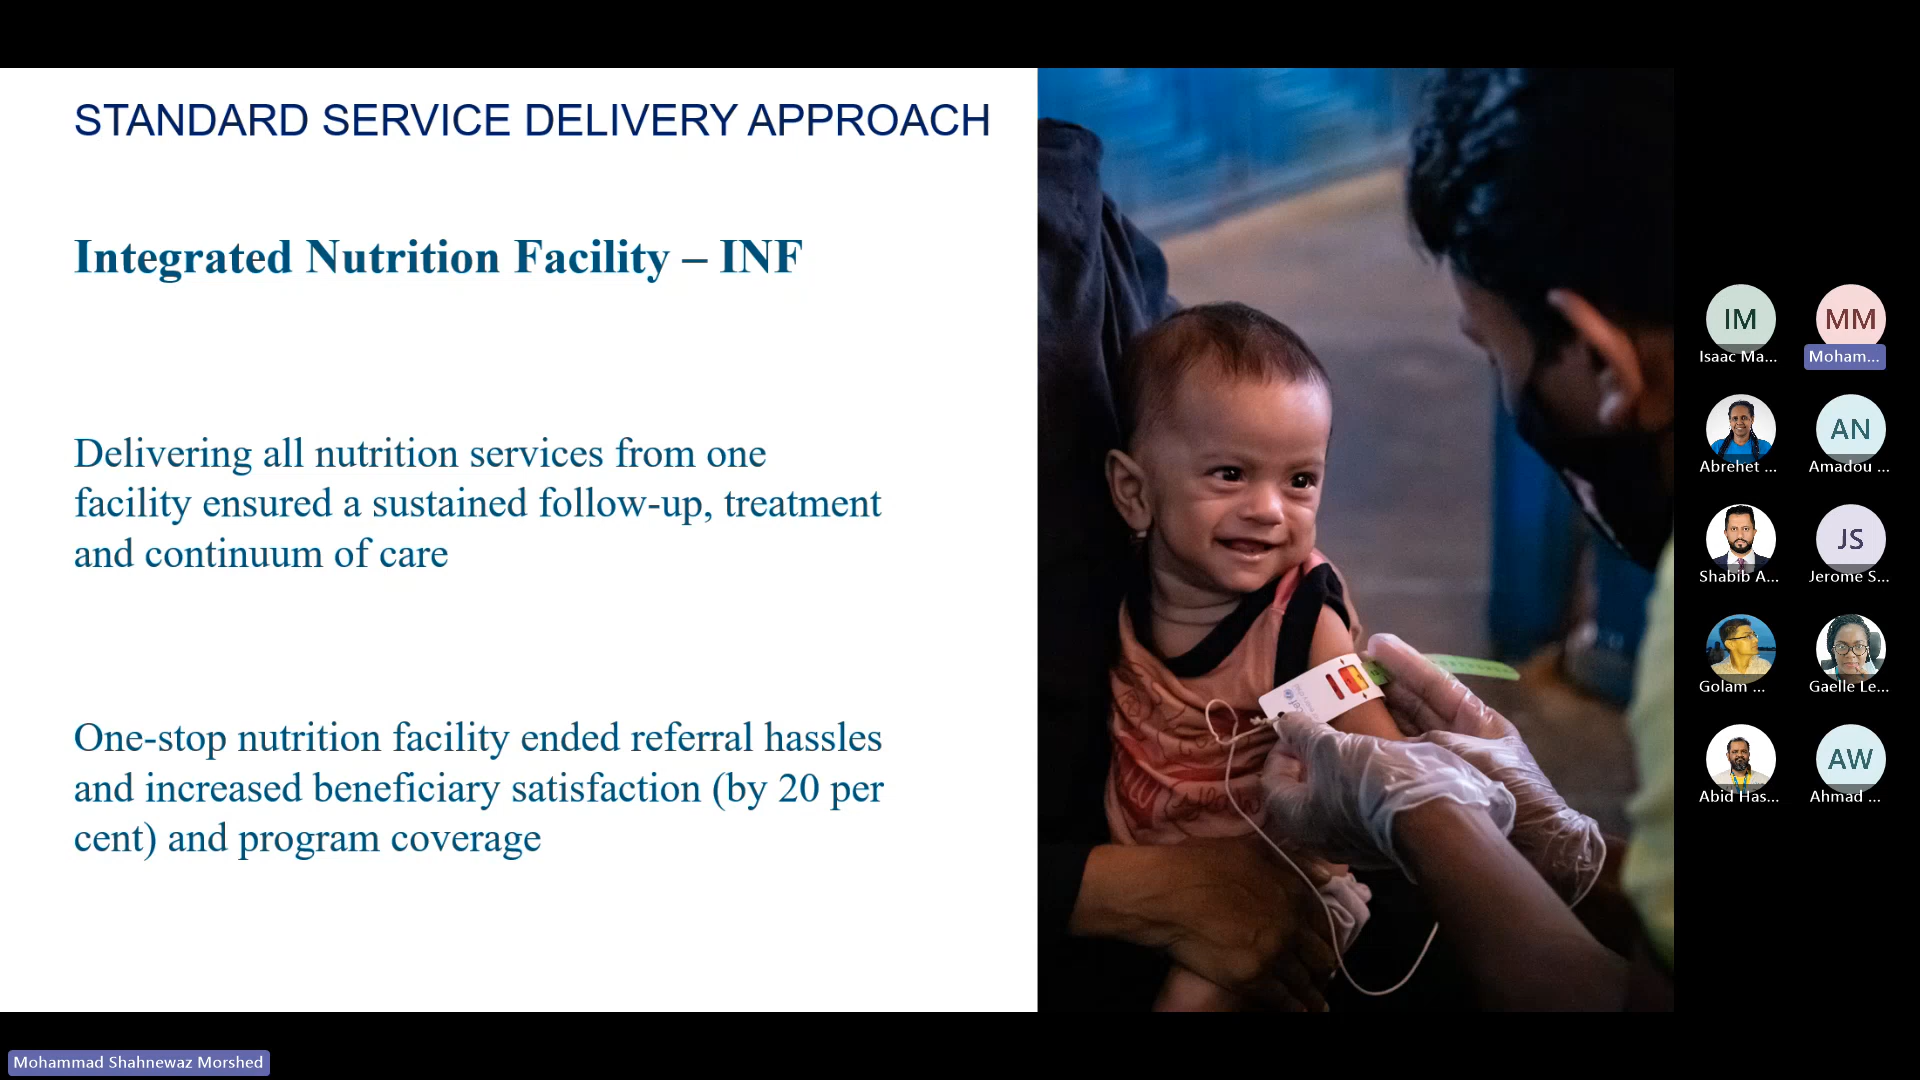 STANDARD SERVICE DELIVERY APPROACH
Integrated Nutrition Facility – INF
Delivering all nutrition services from one
facility ensured a sustained follow-up, treatment
and continuum of care
One-stop nutrition facility ended referral hassles
and increased beneficiary satisfaction (by 20 per
cent) and program coverage
IM
Isaac Ma...
MM
Moham...
Abrehet ...
AN
Amadou ...
Shabib A...
JS
Jerome S...
Golam ...
Gaelle Le...
Abid Has...
AW
Ahmad ...
Mohammad Shahnewaz Morshed